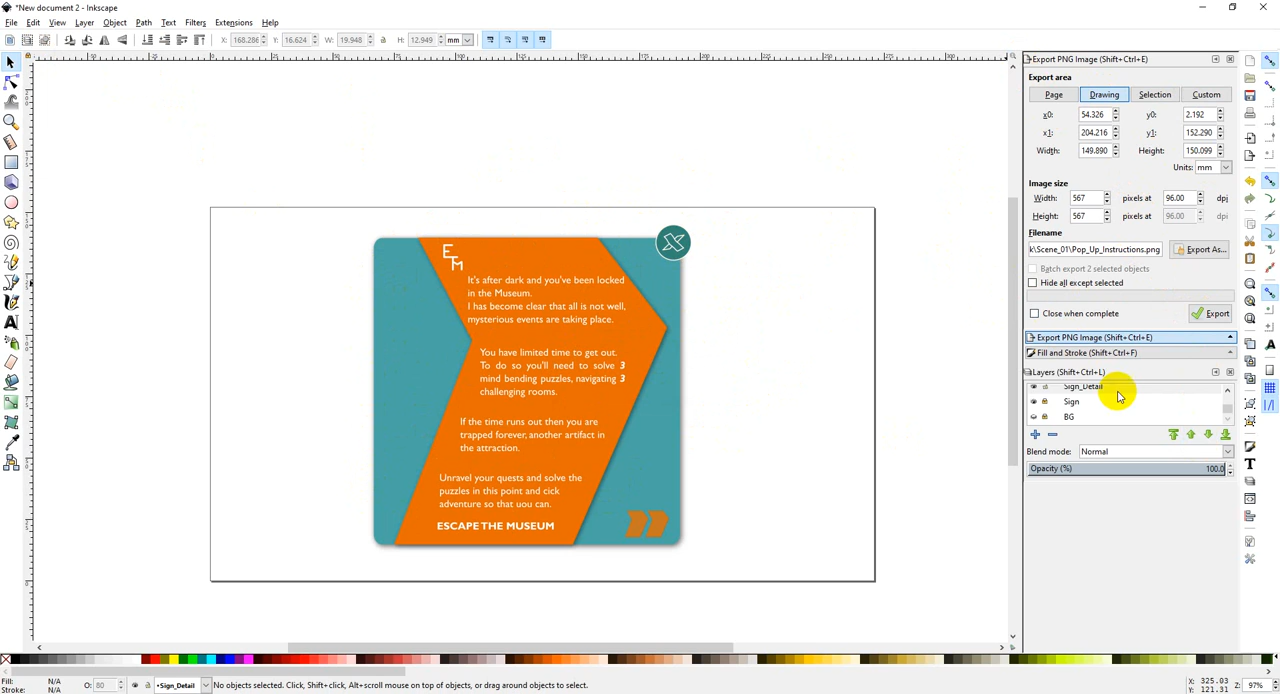 *New document 2 - Inkscape
File Edit View Layer Object Path Text Filters Extensions Help
X: 168.286 Y: 16.624 W: 19.948 H: 12.949 mm
Export PNG Image (Shift+Ctrl+E)
Export area
Page Drawing Selection Custom
x0: 54.326 y0: 2.192
x1: 204.216 y1: 152.290
Width: 149.890 Height: 150.099
Units: mm
Image size
Width: 567 pixels at 96.00 dpi
Height: 567 pixels at 96.00 dpi
Filename
k\Scene_01\Pop_Up_Instructions.png Export As...
Batch export 2 selected objects
Hide all except selected
Close when complete Export
Export PNG Image (Shift+Ctrl+E)
Fill and Stroke (Shift+Ctrl+F)
Layers (Shift+Ctrl+L)
Sign_Detail
Sign
BG
Blend mode: Normal
Opacity (%) 100.0
E
M
It's after dark and you've been locked
in the Museum.
I has become clear that all is not well,
mysterious events are taking place.
You have limited time to get out.
To do so you'll need to solve 3
mind bending puzzles, navigating 3
challenging rooms.
If the time runs out then you are
trapped forever, another artifact in
the attraction.
Unravel your quests and solve the
puzzles in this point and cick
adventure so that uou can.
ESCAPE THE MUSEUM
Fill: N/A
Stroke: N/A
O: 80
•Sign_Detail
No objects selected. Click, Shift+click, Alt+scroll mouse on top of objects, or drag around objects to select.
X: 325.03
Y: 121.31
Z: 97%